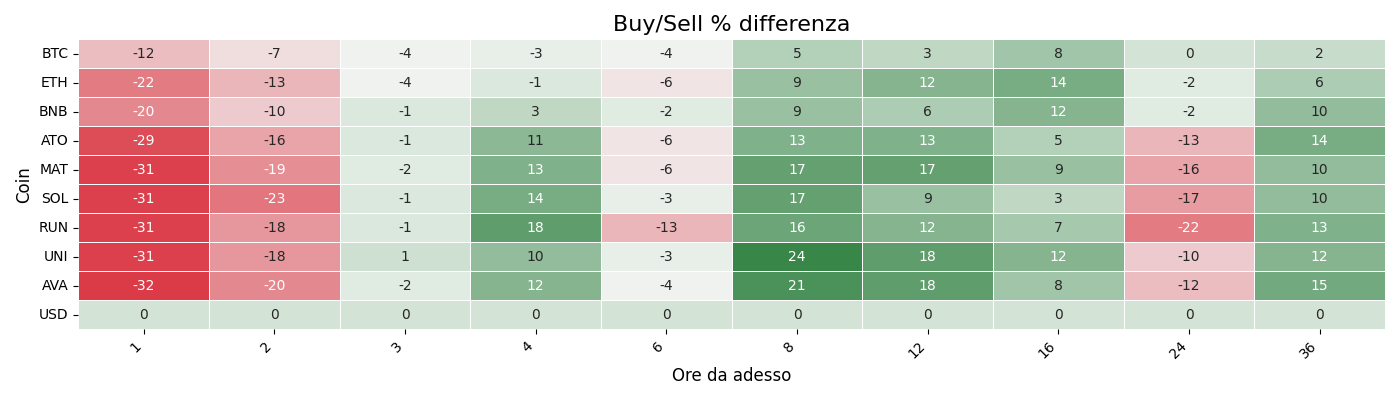 Buy/Sell % differenza
Coin
BTC -12 -7 -4 -3 -4 5 3 8 0 2
ETH -22 -13 -4 -1 -6 9 12 14 -2 6
BNB -20 -10 -1 3 -2 9 6 12 -2 10
ATO -29 -16 -1 11 -6 13 13 5 -13 14
MAT -31 -19 -2 13 -6 17 17 9 -16 10
SOL -31 -23 -1 14 -3 17 9 3 -17 10
RUN -31 -18 -1 18 -13 16 12 7 -22 13
UNI -31 -18 1 10 -3 24 18 12 -10 12
AVA -32 -20 -2 12 -4 21 18 8 -12 15
USD 0 0 0 0 0 0 0 0 0 0
1 2 3 4 6 8 12 16 24 36
Ore da adesso